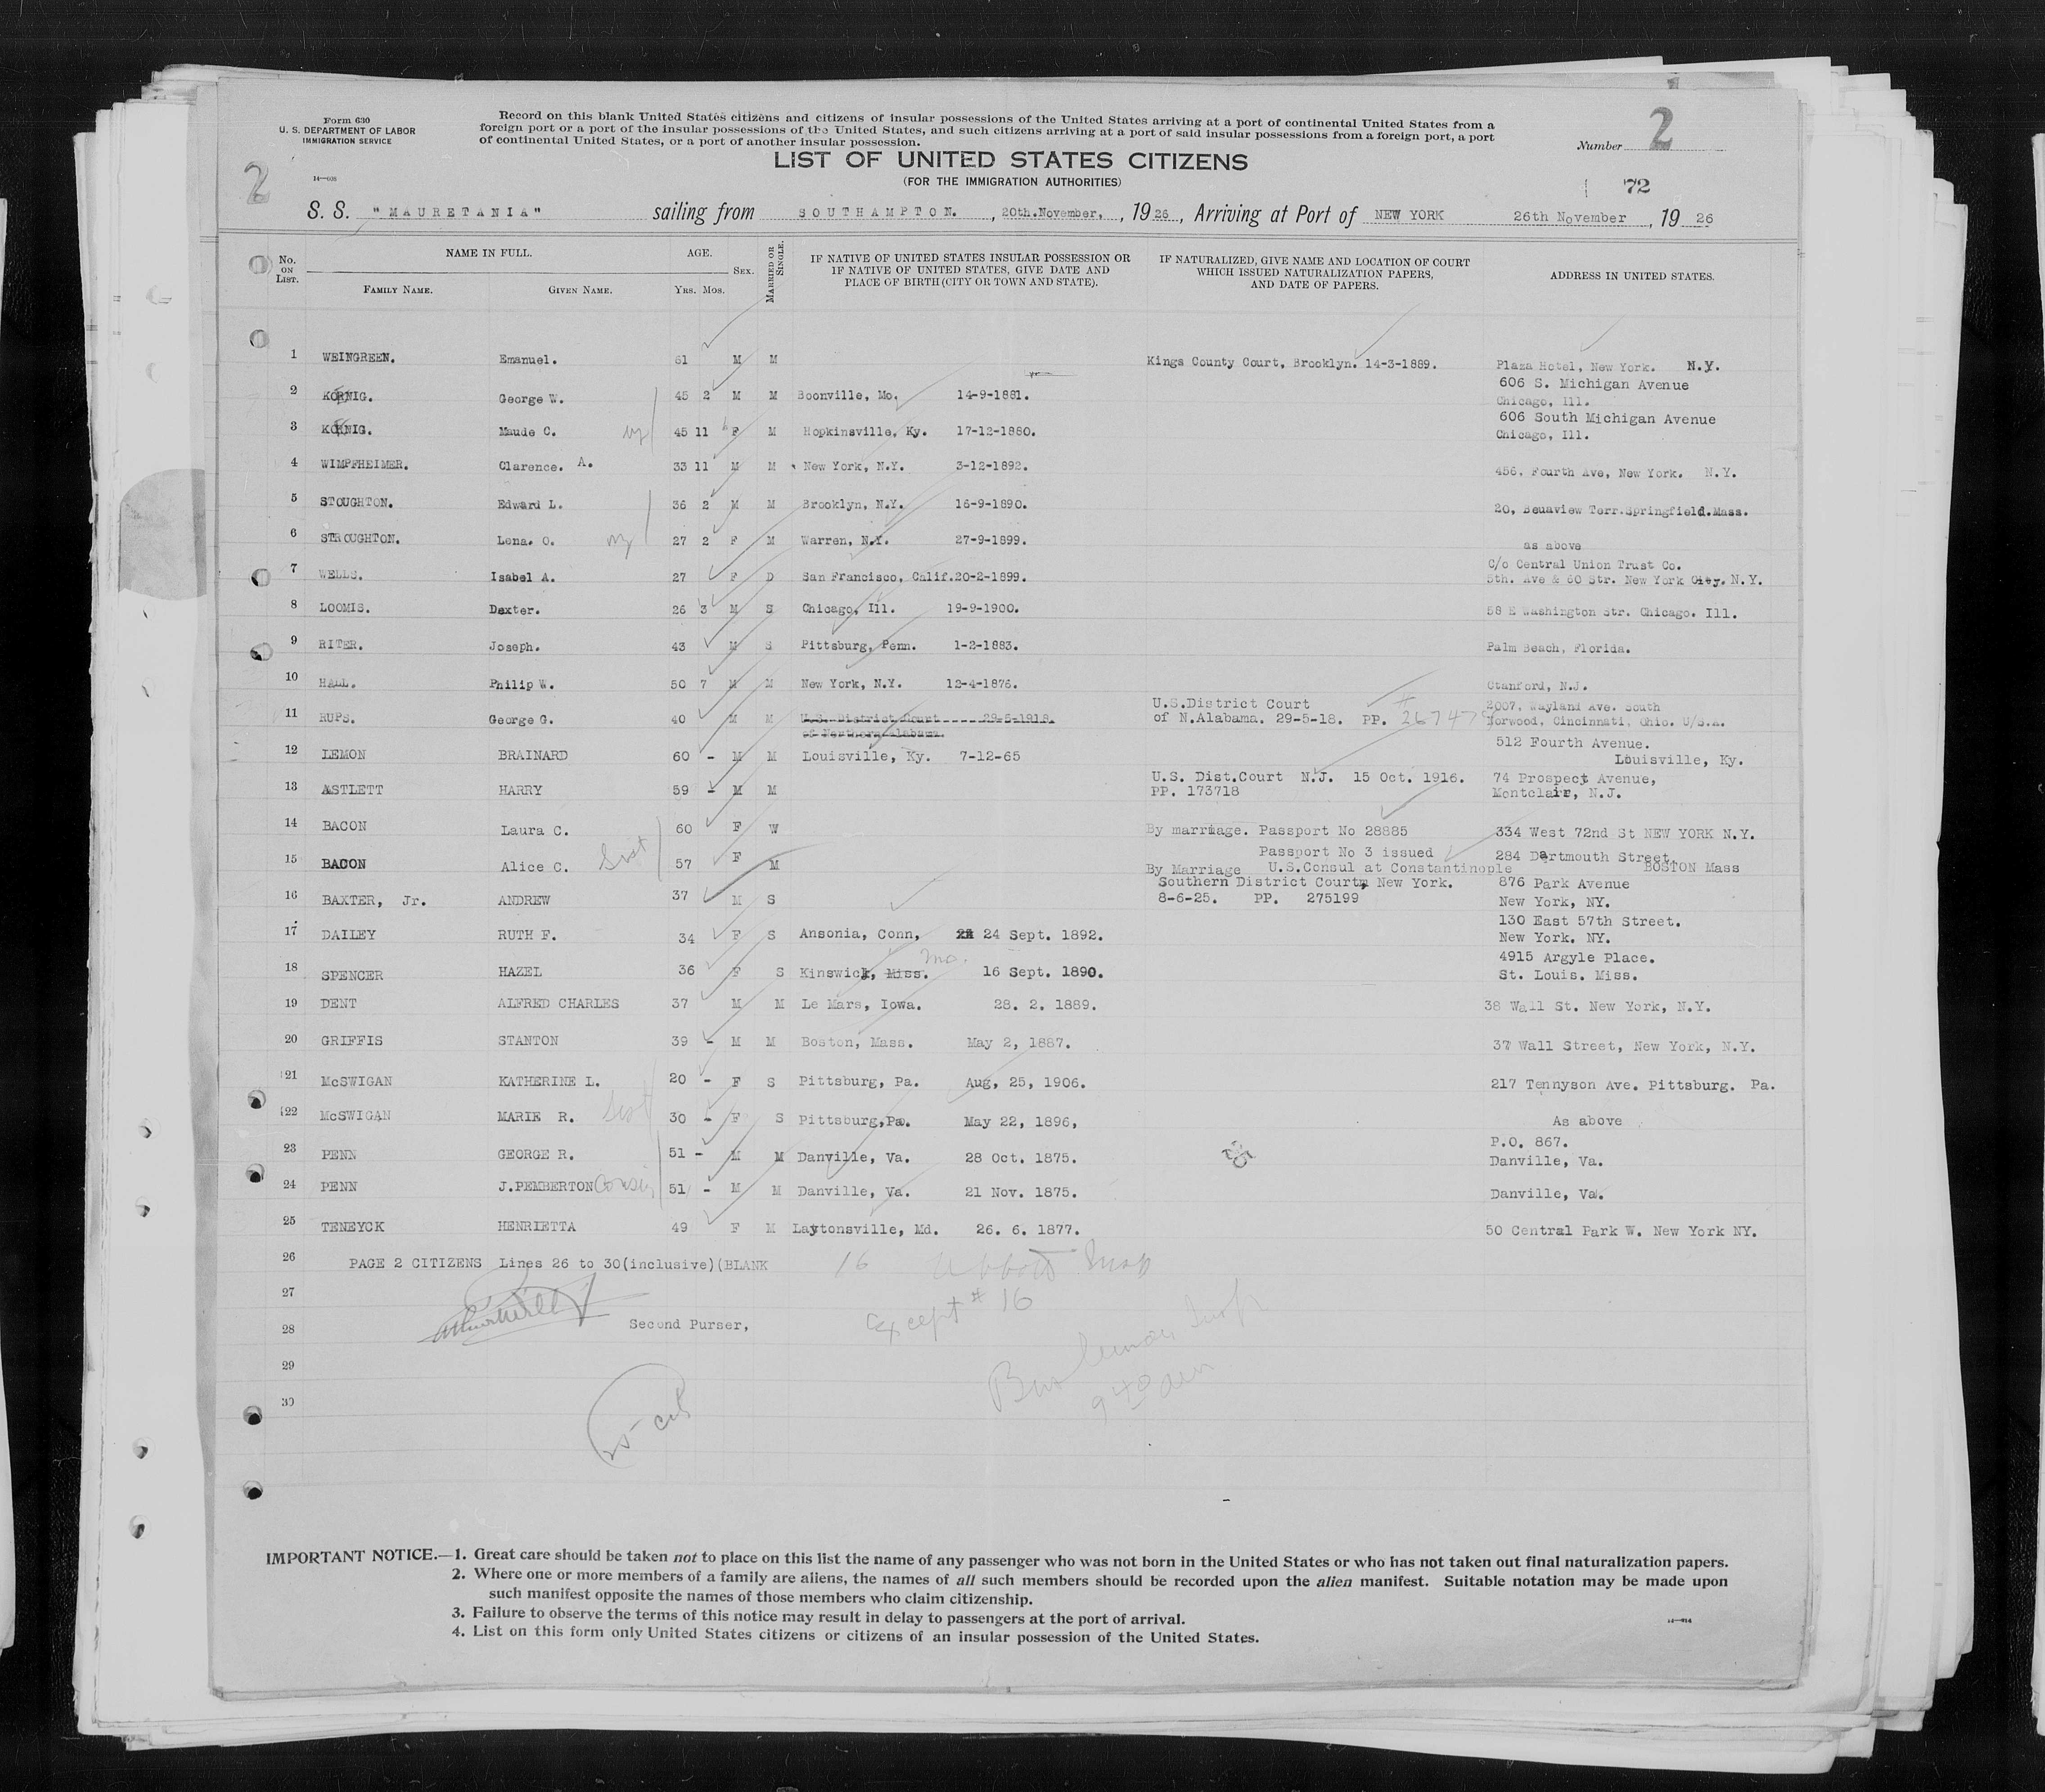 Form 630
U. S. DEPARTMENT OF LABOR
IMMIGRATION SERVICE
14—608
Record on this blank United States citizens and citizens of insular possessions of the United States arriving at a port of continental United States from a
foreign port or a port of the insular possessions of the United States, and such citizens arriving at a port of said insular possessions from a foreign port, a port
of continental United States, or a port of another insular possession.
Number 2
2
LIST OF UNITED STATES CITIZENS
(FOR THE IMMIGRATION AUTHORITIES)
72
S. S. "MAURETANIA" sailing from SOUTHAMPTON. , 20th.November, , 19 26 , Arriving at Port of NEW YORK 26th November , 19 26
No. ON LIST.
NAME IN FULL.
FAMILY NAME. GIVEN NAME.
AGE.
YRS. MOS.
SEX.
MARRIED OR SINGLE.
IF NATIVE OF UNITED STATES INSULAR POSSESSION OR
IF NATIVE OF UNITED STATES, GIVE DATE AND
PLACE OF BIRTH (CITY OR TOWN AND STATE).
IF NATURALIZED, GIVE NAME AND LOCATION OF COURT
WHICH ISSUED NATURALIZATION PAPERS,
AND DATE OF PAPERS.
ADDRESS IN UNITED STATES.
1 WEINGREEN. Emanuel. 61 M M Kings County Court, Brooklyn. 14-3-1889. Plaza Hotel, New York. N.Y.
2 KOENIG. George W. 45 2 M M Boonville, Mo. 14-9-1881. 606 S. Michigan Avenue
Chicago, Ill.
3 KOENIG. Maude C. 45 11 F M Hopkinsville, Ky. 17-12-1880. 606 South Michigan Avenue
Chicago, Ill.
4 WIMPFHEIMER. Clarence. A. 33 11 M M New York, N.Y. 3-12-1892. 456, Fourth Ave, New York. N.Y.
5 STOUGHTON. Edward L. 36 2 M M Brooklyn, N.Y. 16-9-1890. 20, Beuaview Terr.Springfield.Mass.
6 STROUGHTON. Lena. O. 27 2 F M Warren, N.Y. 27-9-1899. as above
7 WELLS. Isabel A. 27 F D San Francisco, Calif.20-2-1899. C/o Central Union Trust Co.
5th. Ave & 60 Str. New York City. N.Y.
8 LOOMIS. Dexter. 26 3 M S Chicago, Ill. 19-9-1900. 58 E Washington Str. Chicago. Ill.
9 RITER. Joseph. 43 M S Pittsburg, Penn. 1-2-1883. Palm Beach, Florida.
10 HALL. Philip W. 50 7 M M New York, N.Y. 12-4-1876. Stanford, N.J.
11 RUPS. George G. 40 M M U.S. District Court 29-5-1918.
of Northern Alabama.
U.S.District Court
of N.Alabama. 29-5-18. PP. # 267479
2007, Wayland Ave. South
Norwood, Cincinnati, Ohio. U/S.A.
12 LEMON BRAINARD 60 - M M Louisville, Ky. 7-12-65 512 Fourth Avenue.
Louisville, Ky.
13 ASTLETT HARRY 59 - M M U.S. Dist.Court N.J. 15 Oct. 1916.
PP. 173718
74 Prospect Avenue,
Montclair, N.J.
14 BACON Laura C. 60 F W By marriage. Passport No 28885 334 West 72nd St NEW YORK N.Y.
15 BACON Alice C. Sist 57 F M Passport No 3 issued
By Marriage U.S.Consul at Constantinople
284 Dartmouth Street.
BOSTON Mass
16 BAXTER, Jr. ANDREW 37 M S Southern District Court, New York.
8-6-25. PP. 275199
876 Park Avenue
New York, NY.
17 DAILEY RUTH F. 34 F S Ansonia, Conn, 24 Sept. 1892. 130 East 57th Street.
New York. NY.
18 SPENCER HAZEL 36 F S Kinswick, Miss. Mo. 16 Sept. 1890. 4915 Argyle Place.
St. Louis. Miss.
19 DENT ALFRED CHARLES 37 M M Le Mars, Iowa. 28. 2. 1889. 38 Wall St. New York, N.Y.
20 GRIFFIS STANTON 39 - M M Boston, Mass. May 2, 1887. 37 Wall Street, New York, N.Y.
21 McSWIGAN KATHERINE L. 20 - F S Pittsburg, Pa. Aug, 25, 1906. 217 Tennyson Ave. Pittsburg. Pa.
22 McSWIGAN MARIE R. Sist 30 - F S Pittsburg,Pa. May 22, 1896, As above
23 PENN GEORGE R. 51 - M M Danville, Va. 28 Oct. 1875. P.O. 867.
Danville, Va.
24 PENN J.PEMBERTON Cousin 51 - M M Danville, Va. 21 Nov. 1875. Danville, Va.
25 TENEYCK HENRIETTA 49 F M Laytonsville, Md. 26. 6. 1877. 50 Central Park W. New York NY.
25
26 PAGE 2 CITIZENS Lines 26 to 30(inclusive)(BLANK 16
27
Except # 16
28 Second Purser,
29
9 40 am
30
25 cit
IMPORTANT NOTICE.—1. Great care should be taken not to place on this list the name of any passenger who was not born in the United States or who has not taken out final naturalization papers.
2. Where one or more members of a family are aliens, the names of all such members should be recorded upon the alien manifest. Suitable notation may be made upon
such manifest opposite the names of those members who claim citizenship.
3. Failure to observe the terms of this notice may result in delay to passengers at the port of arrival.
4. List on this form only United States citizens or citizens of an insular possession of the United States.